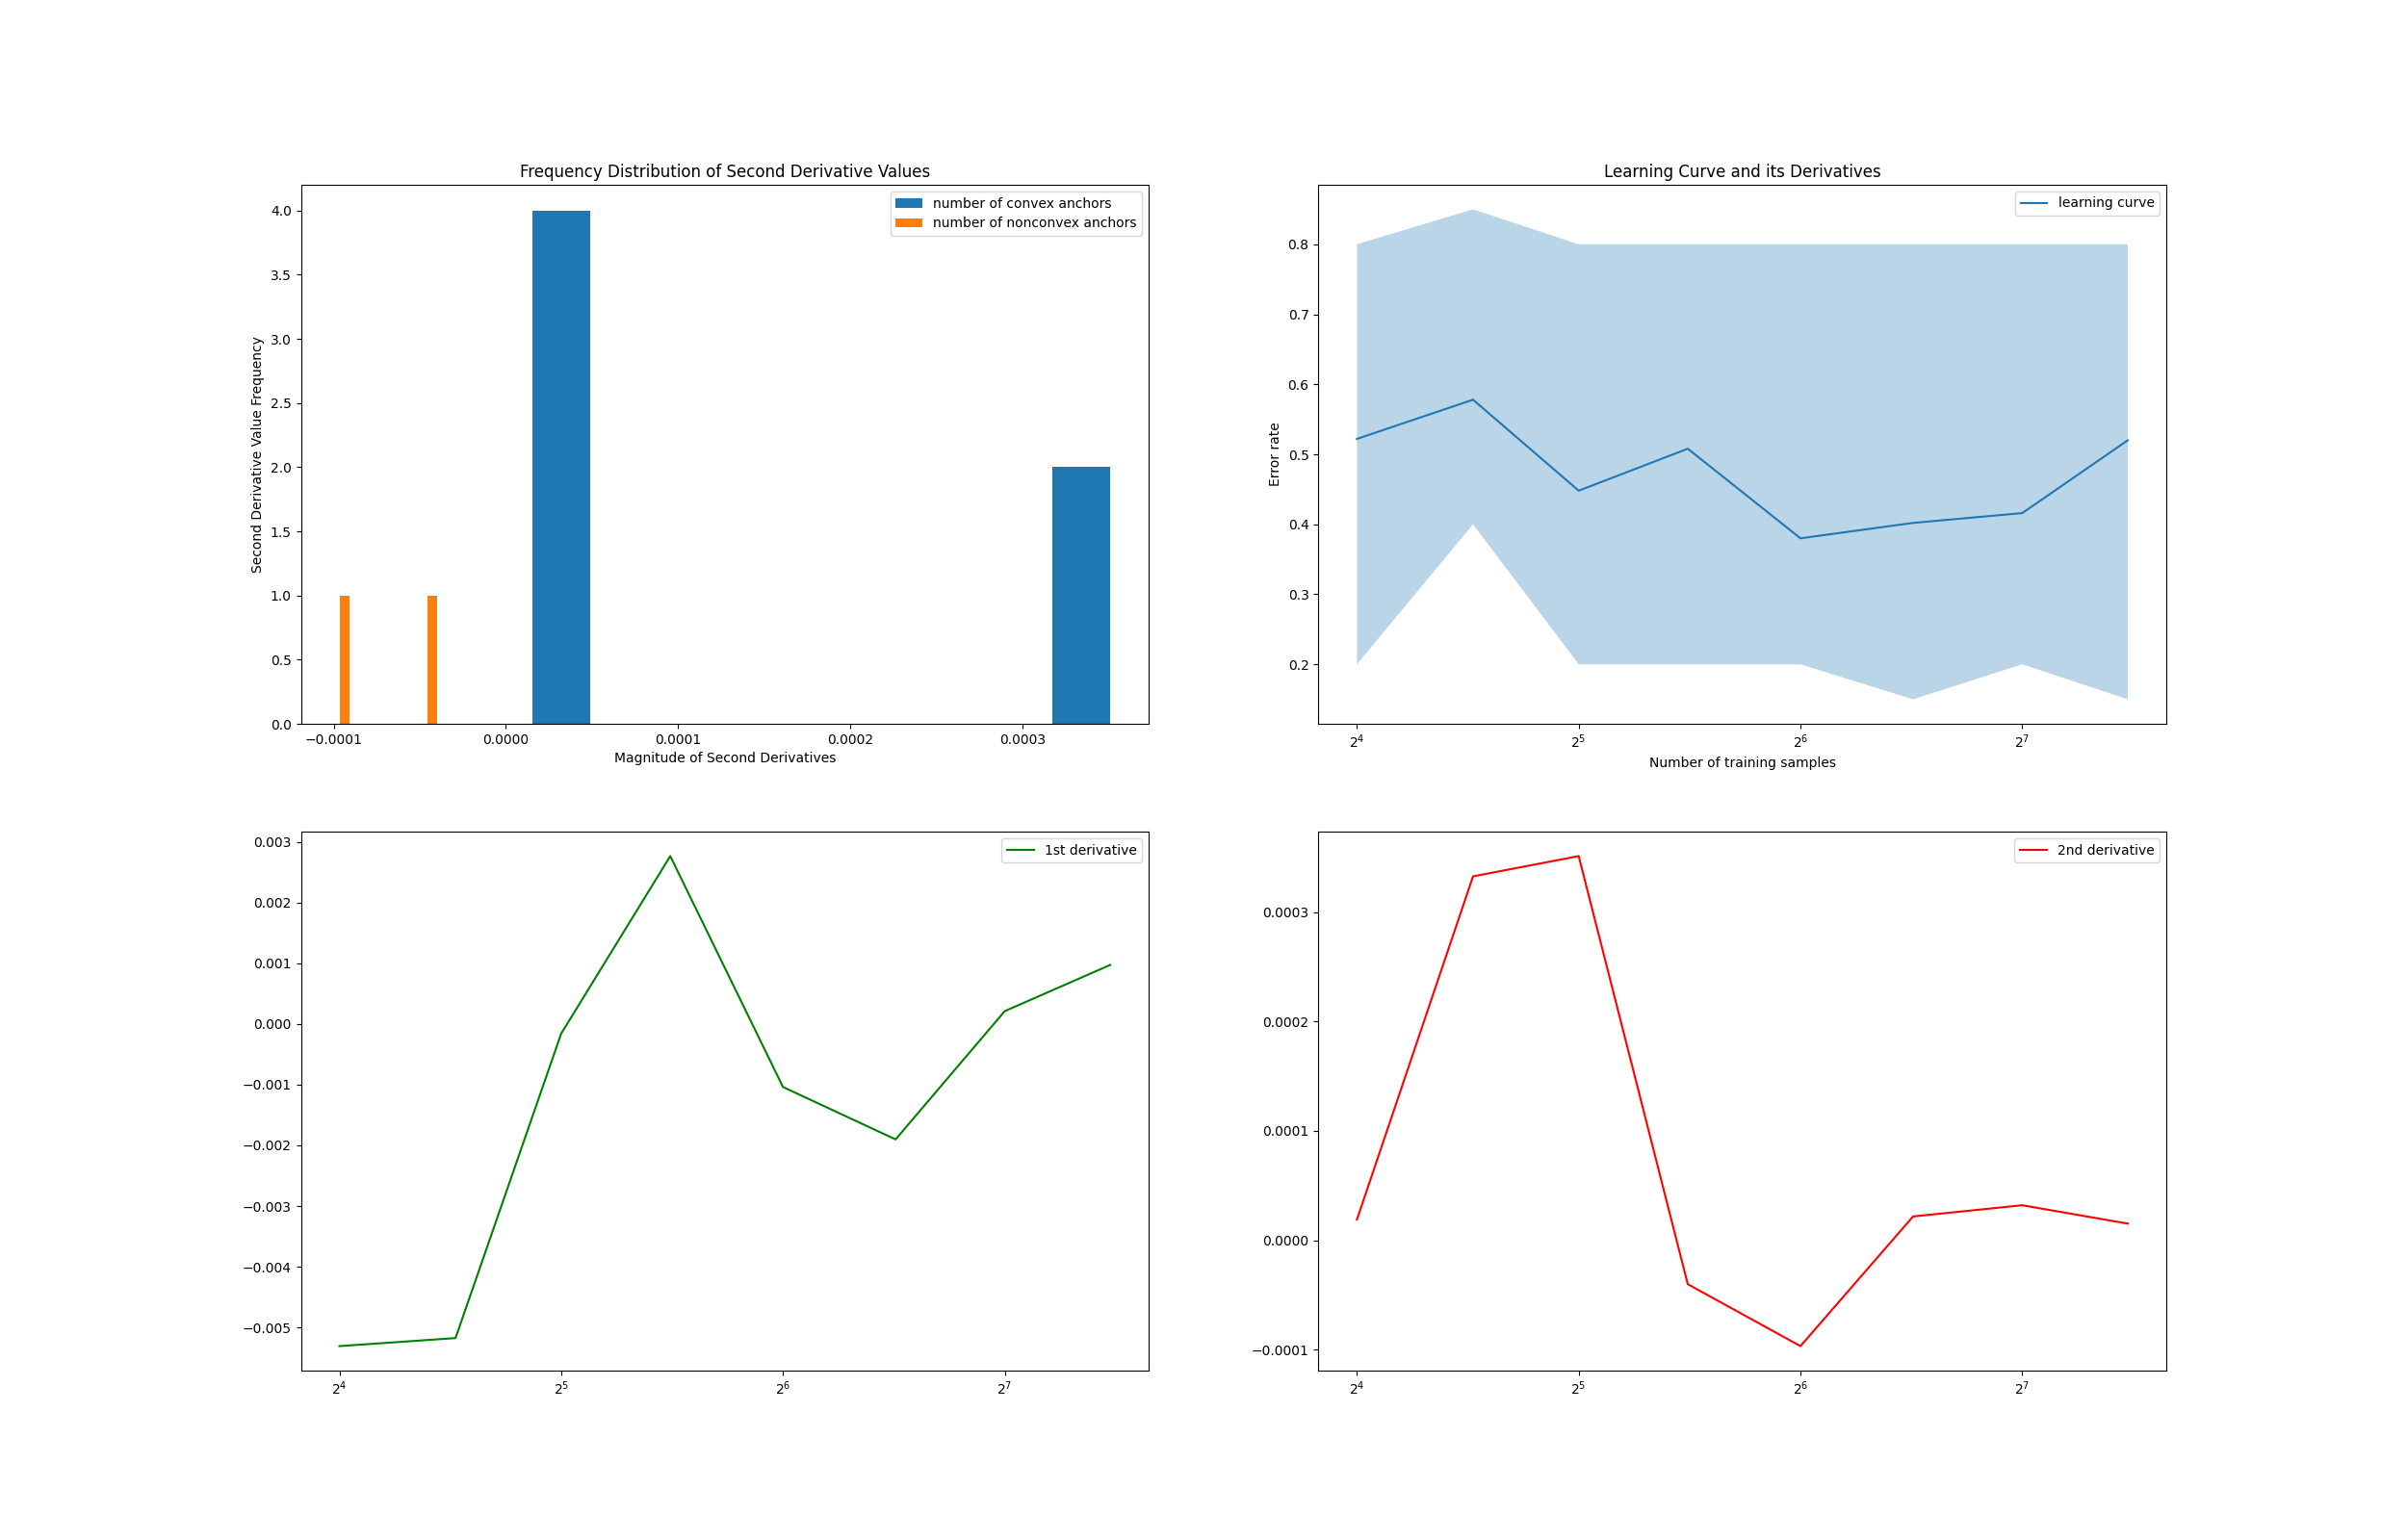 Frequency Distribution of Second Derivative Values
number of convex anchors
number of nonconvex anchors
4.0
3.5
3.0
2.5
2.0
1.5
1.0
0.5
0.0
Second Derivative Value Frequency
−0.0001 0.0000 0.0001 0.0002 0.0003
Magnitude of Second Derivatives
Learning Curve and its Derivatives
learning curve
0.8
0.7
0.6
0.5
0.4
0.3
0.2
Error rate
2⁴ 2⁵ 2⁶ 2⁷
Number of training samples
1st derivative
0.003
0.002
0.001
0.000
−0.001
−0.002
−0.003
−0.004
−0.005
2⁴ 2⁵ 2⁶ 2⁷
2nd derivative
0.0003
0.0002
0.0001
0.0000
−0.0001
2⁴ 2⁵ 2⁶ 2⁷